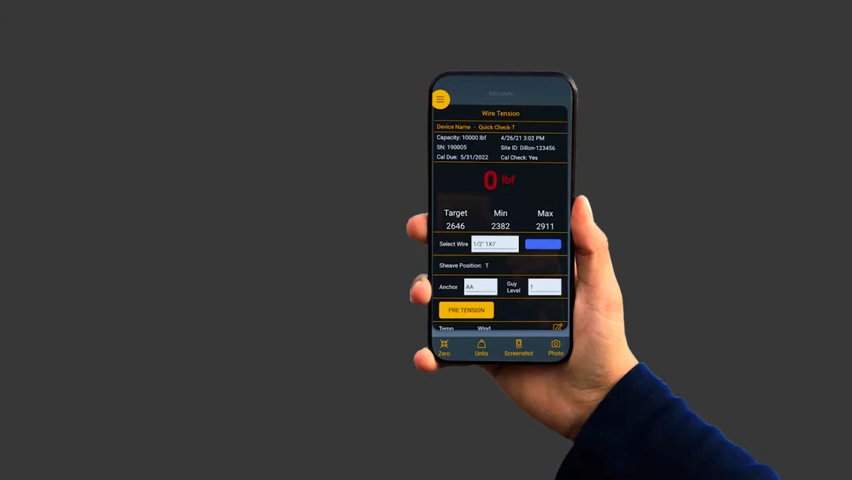 Wire Tension
Device Name - Quick Check-T
Capacity: 10000 lbf 4/26/21 3:02 PM
SN: 190005 Site ID: Dillon-123456
Cal Due: 5/31/2022 Cal Check: Yes
0 lbf
Target Min Max
2646 2382 2911
Select Wire 1/2" 1X7
Sheave Position: T
Anchor AA Guy Level 1
PRE TENSION
Temp Wind
Zero Units Screenshot Photo